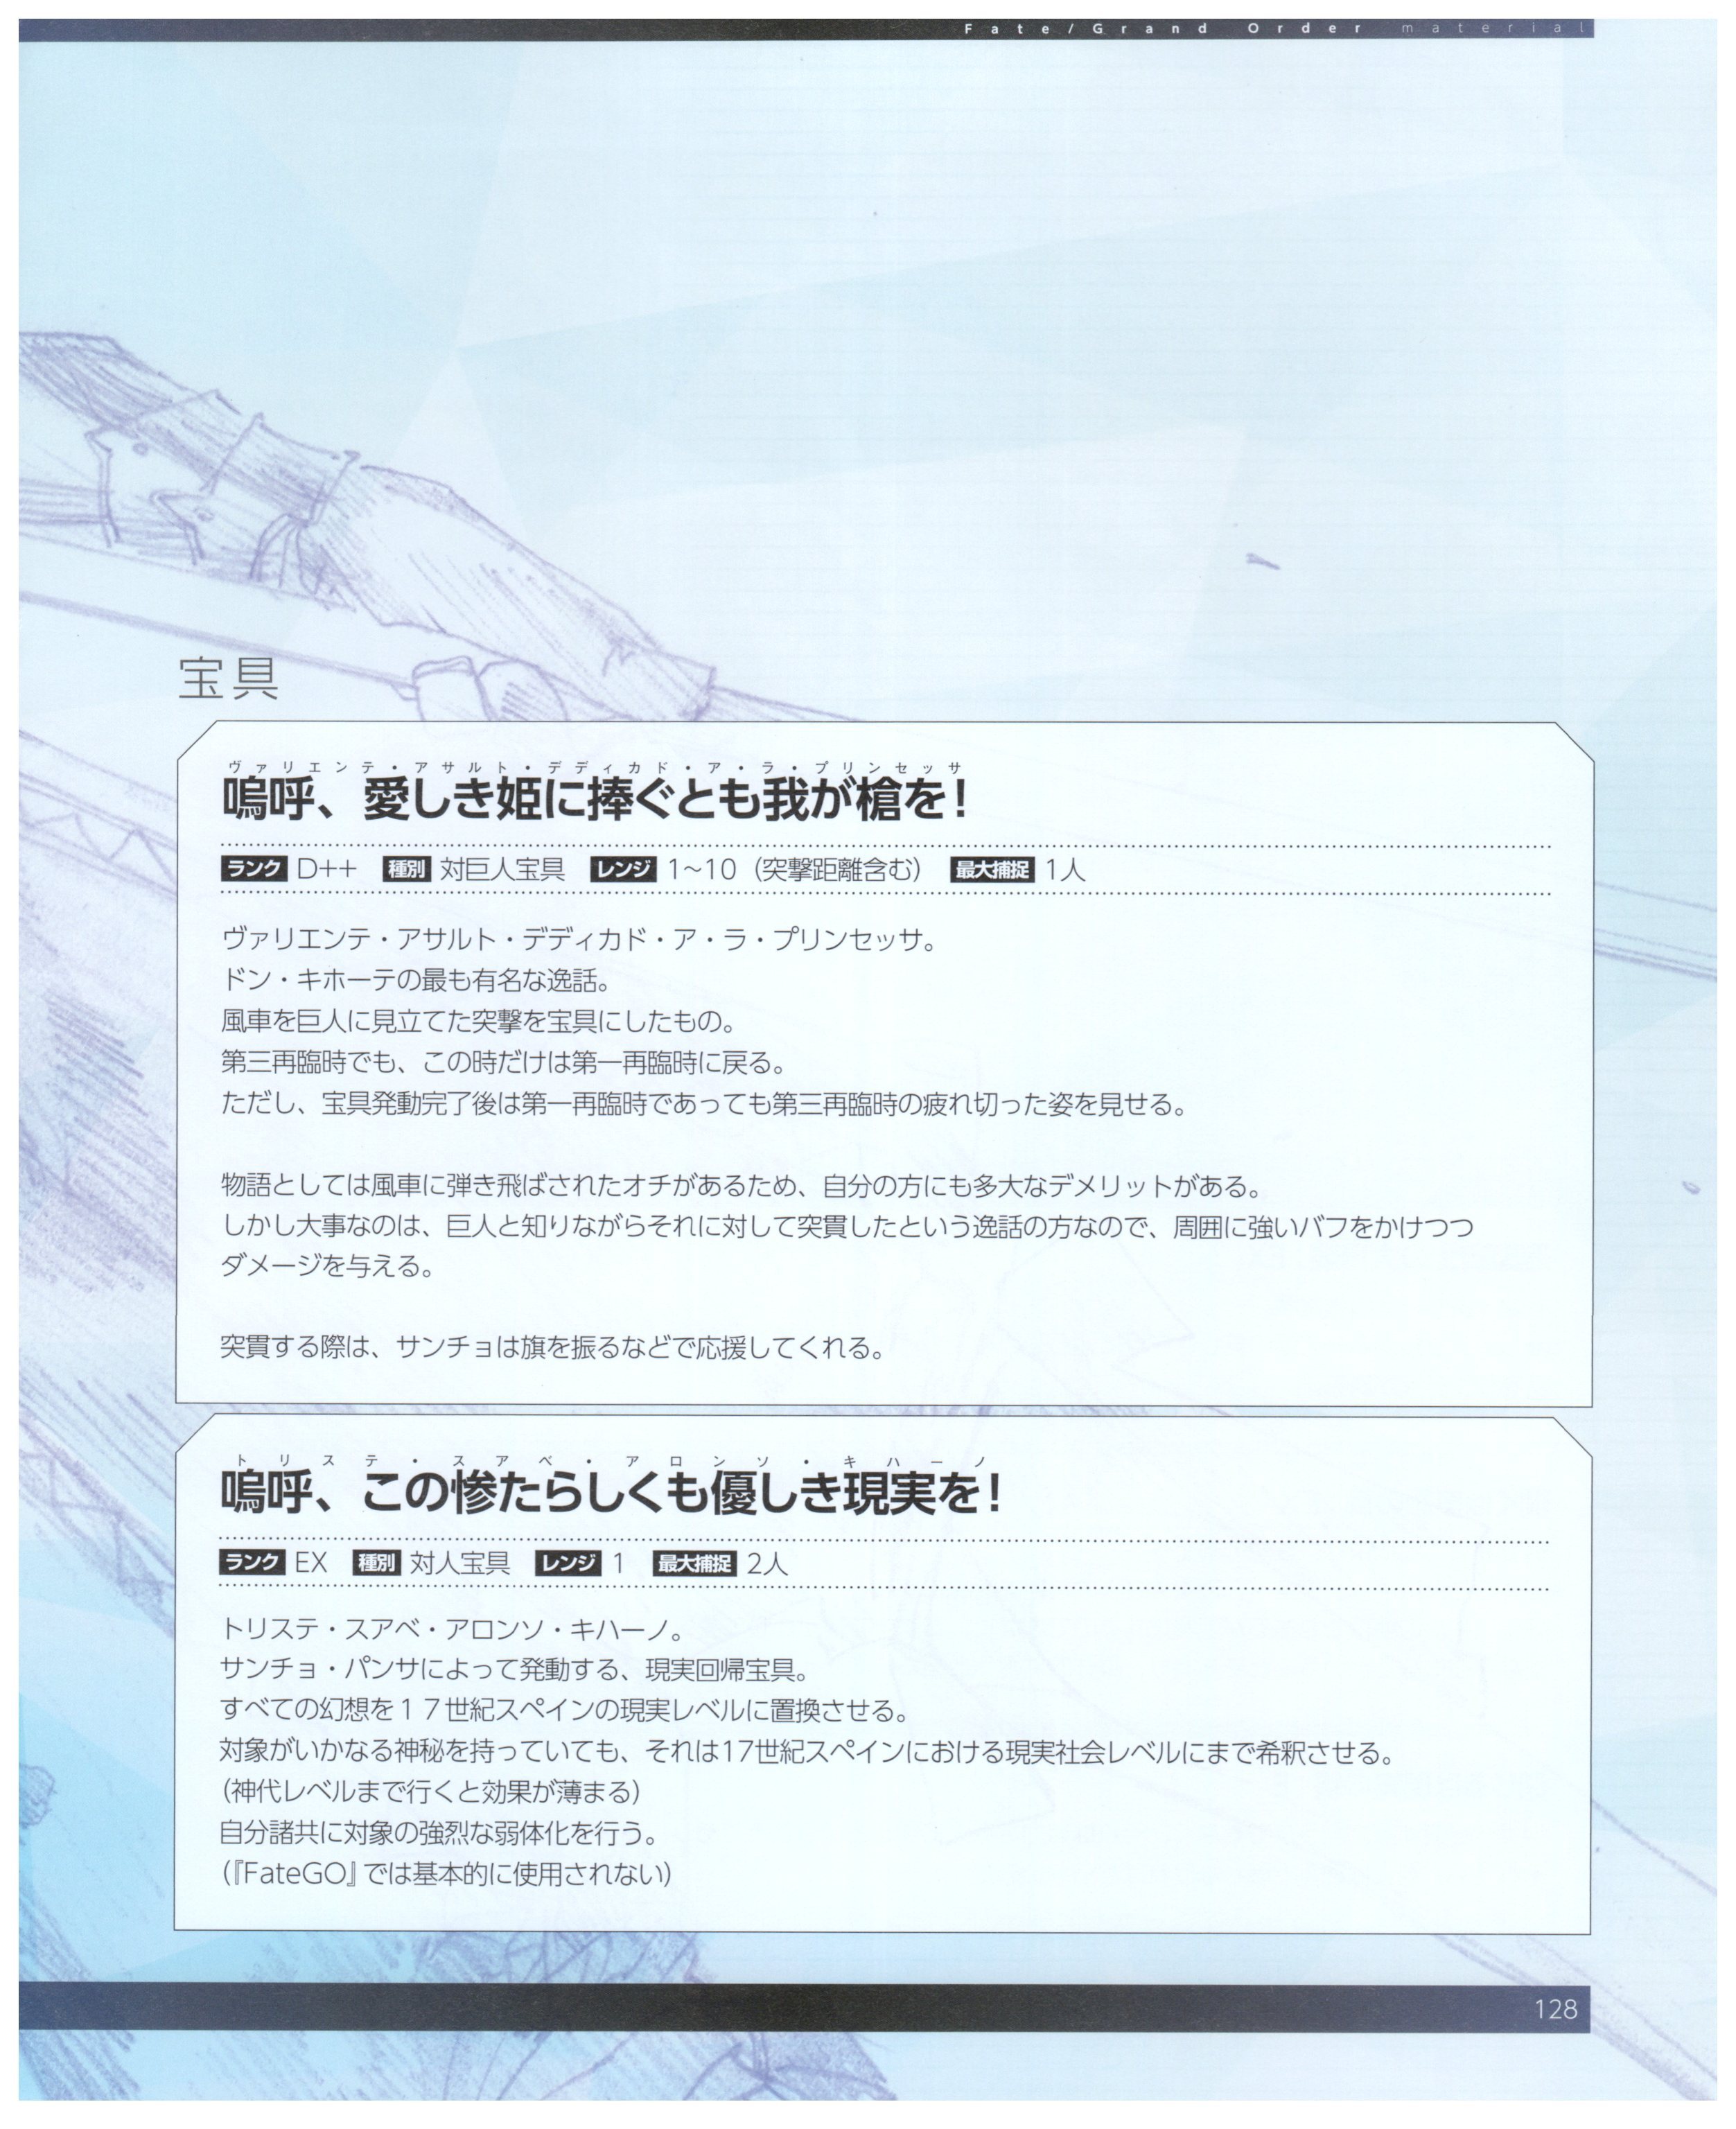 Fate/Grand Order material
宝具
ヴァリエンテ・アサルト・デディカド・ア・ラ・プリンセッサ
嗚呼、愛しき姫に捧ぐとも我が槍を！
ランク D++ 種別 対巨人宝具 レンジ 1～10（突撃距離含む） 最大捕捉 1人
ヴァリエンテ・アサルト・デディカド・ア・ラ・プリンセッサ。
ドン・キホーテの最も有名な逸話。
風車を巨人に見立てた突撃を宝具にしたもの。
第三再臨時でも、この時だけは第一再臨時に戻る。
ただし、宝具発動完了後は第一再臨時であっても第三再臨時の疲れ切った姿を見せる。
物語としては風車に弾き飛ばされたオチがあるため、自分の方にも多大なデメリットがある。
しかし大事なのは、巨人と知りながらそれに対して突貫したという逸話の方なので、周囲に強いバフをかけつつ
ダメージを与える。
突貫する際は、サンチョは旗を振るなどで応援してくれる。
トリステ・スアベ・アロンソ・キハーノ
嗚呼、この惨たらしくも優しき現実を！
ランク EX 種別 対人宝具 レンジ 1 最大捕捉 2人
トリステ・スアベ・アロンソ・キハーノ。
サンチョ・パンサによって発動する、現実回帰宝具。
すべての幻想を１７世紀スペインの現実レベルに置換させる。
対象がいかなる神秘を持っていても、それは17世紀スペインにおける現実社会レベルにまで希釈させる。
（神代レベルまで行くと効果が薄まる）
自分諸共に対象の強烈な弱体化を行う。
（『FateGO』では基本的に使用されない）
128